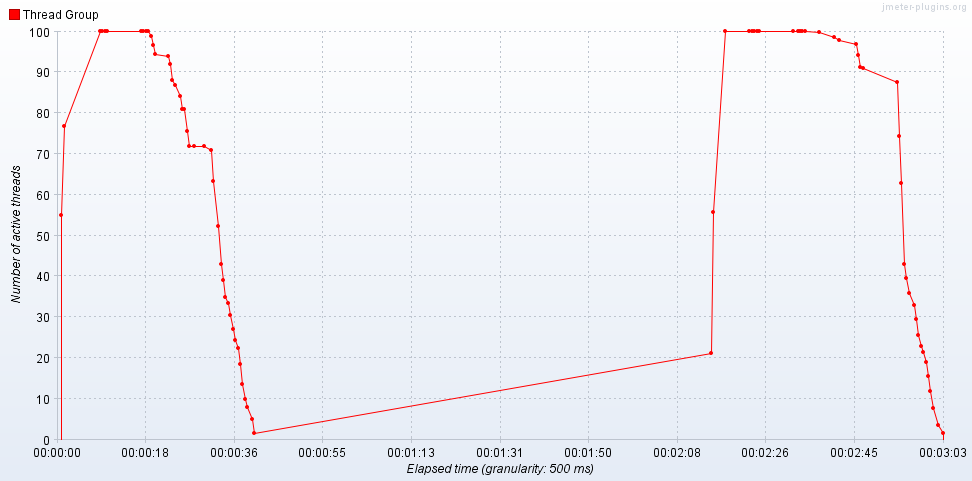 jmeter-plugins.org
Thread Group
100
90
80
70
60
50
40
30
20
10
0
Number of active threads
00:00:00 00:00:18 00:00:36 00:00:55 00:01:13 00:01:31 00:01:50 00:02:08 00:02:26 00:02:45 00:03:03
Elapsed time (granularity: 500 ms)